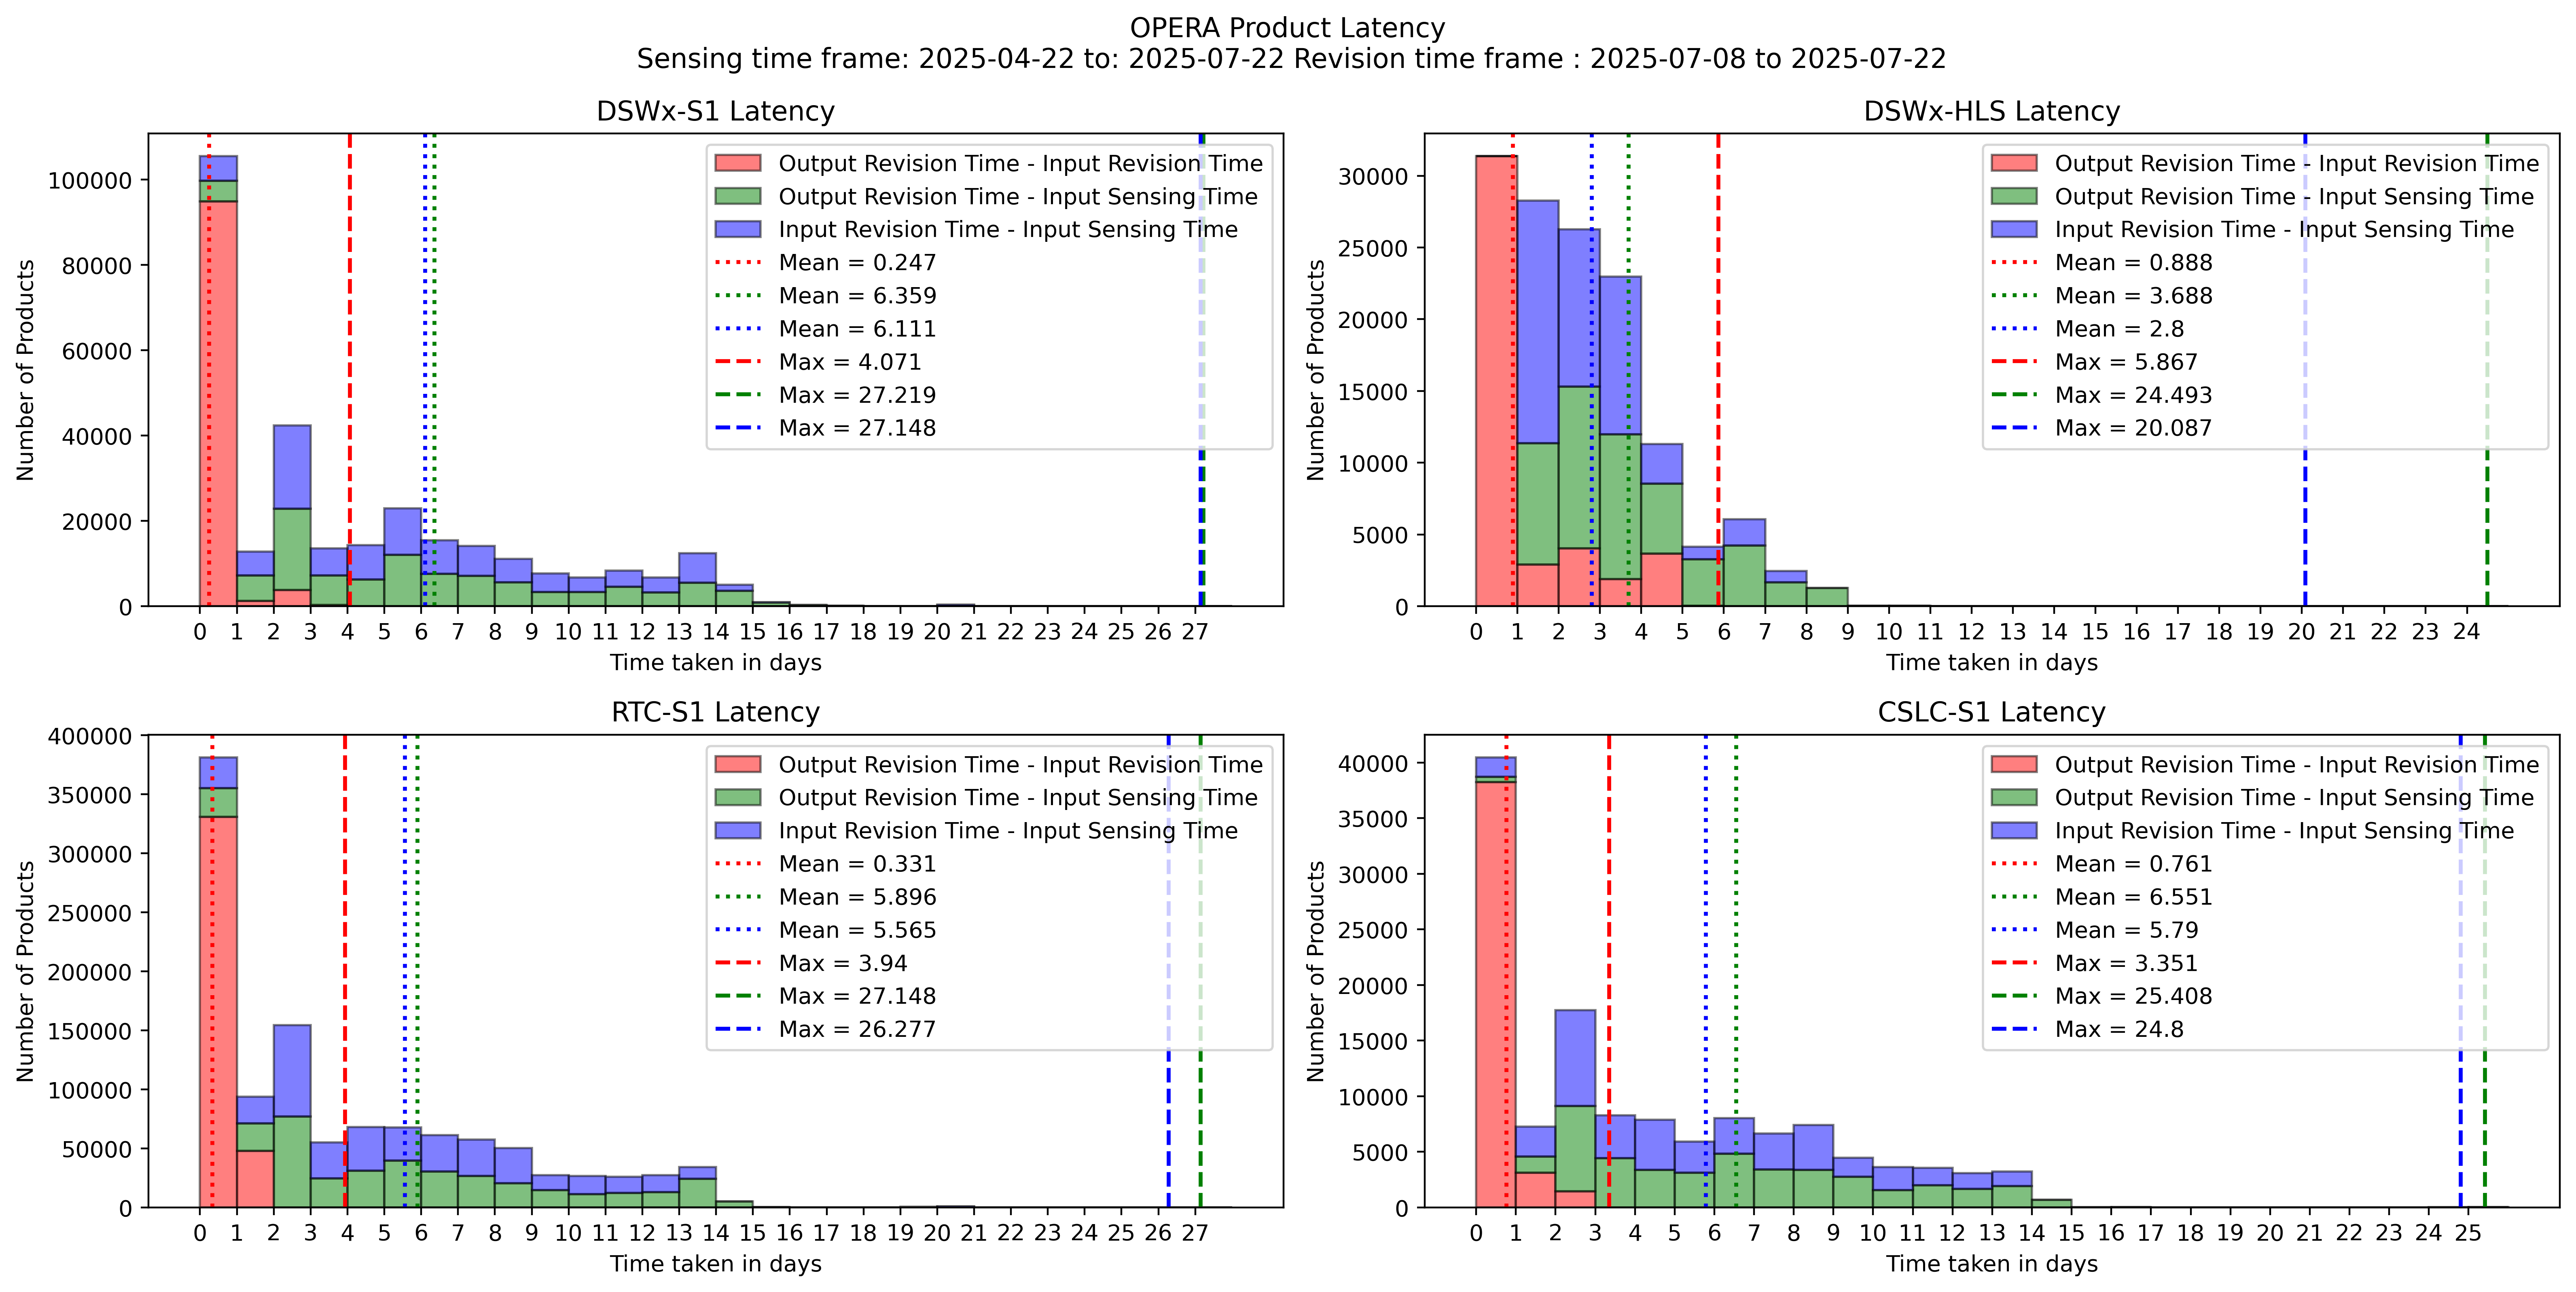 OPERA Product Latency
Sensing time frame: 2025-04-22 to: 2025-07-22 Revision time frame : 2025-07-08 to 2025-07-22
DSWx-S1 Latency
Number of Products
100000
80000
60000
40000
20000
0
Output Revision Time - Input Revision Time
Output Revision Time - Input Sensing Time
Input Revision Time - Input Sensing Time
Mean = 0.247
Mean = 6.359
Mean = 6.111
Max = 4.071
Max = 27.219
Max = 27.148
0 1 2 3 4 5 6 7 8 9 10 11 12 13 14 15 16 17 18 19 20 21 22 23 24 25 26 27
Time taken in days
DSWx-HLS Latency
Number of Products
30000
25000
20000
15000
10000
5000
0
Output Revision Time - Input Revision Time
Output Revision Time - Input Sensing Time
Input Revision Time - Input Sensing Time
Mean = 0.888
Mean = 3.688
Mean = 2.8
Max = 5.867
Max = 24.493
Max = 20.087
0 1 2 3 4 5 6 7 8 9 10 11 12 13 14 15 16 17 18 19 20 21 22 23 24
Time taken in days
RTC-S1 Latency
Number of Products
400000
350000
300000
250000
200000
150000
100000
50000
0
Output Revision Time - Input Revision Time
Output Revision Time - Input Sensing Time
Input Revision Time - Input Sensing Time
Mean = 0.331
Mean = 5.896
Mean = 5.565
Max = 3.94
Max = 27.148
Max = 26.277
0 1 2 3 4 5 6 7 8 9 10 11 12 13 14 15 16 17 18 19 20 21 22 23 24 25 26 27
Time taken in days
CSLC-S1 Latency
Number of Products
40000
35000
30000
25000
20000
15000
10000
5000
0
Output Revision Time - Input Revision Time
Output Revision Time - Input Sensing Time
Input Revision Time - Input Sensing Time
Mean = 0.761
Mean = 6.551
Mean = 5.79
Max = 3.351
Max = 25.408
Max = 24.8
0 1 2 3 4 5 6 7 8 9 10 11 12 13 14 15 16 17 18 19 20 21 22 23 24 25
Time taken in days